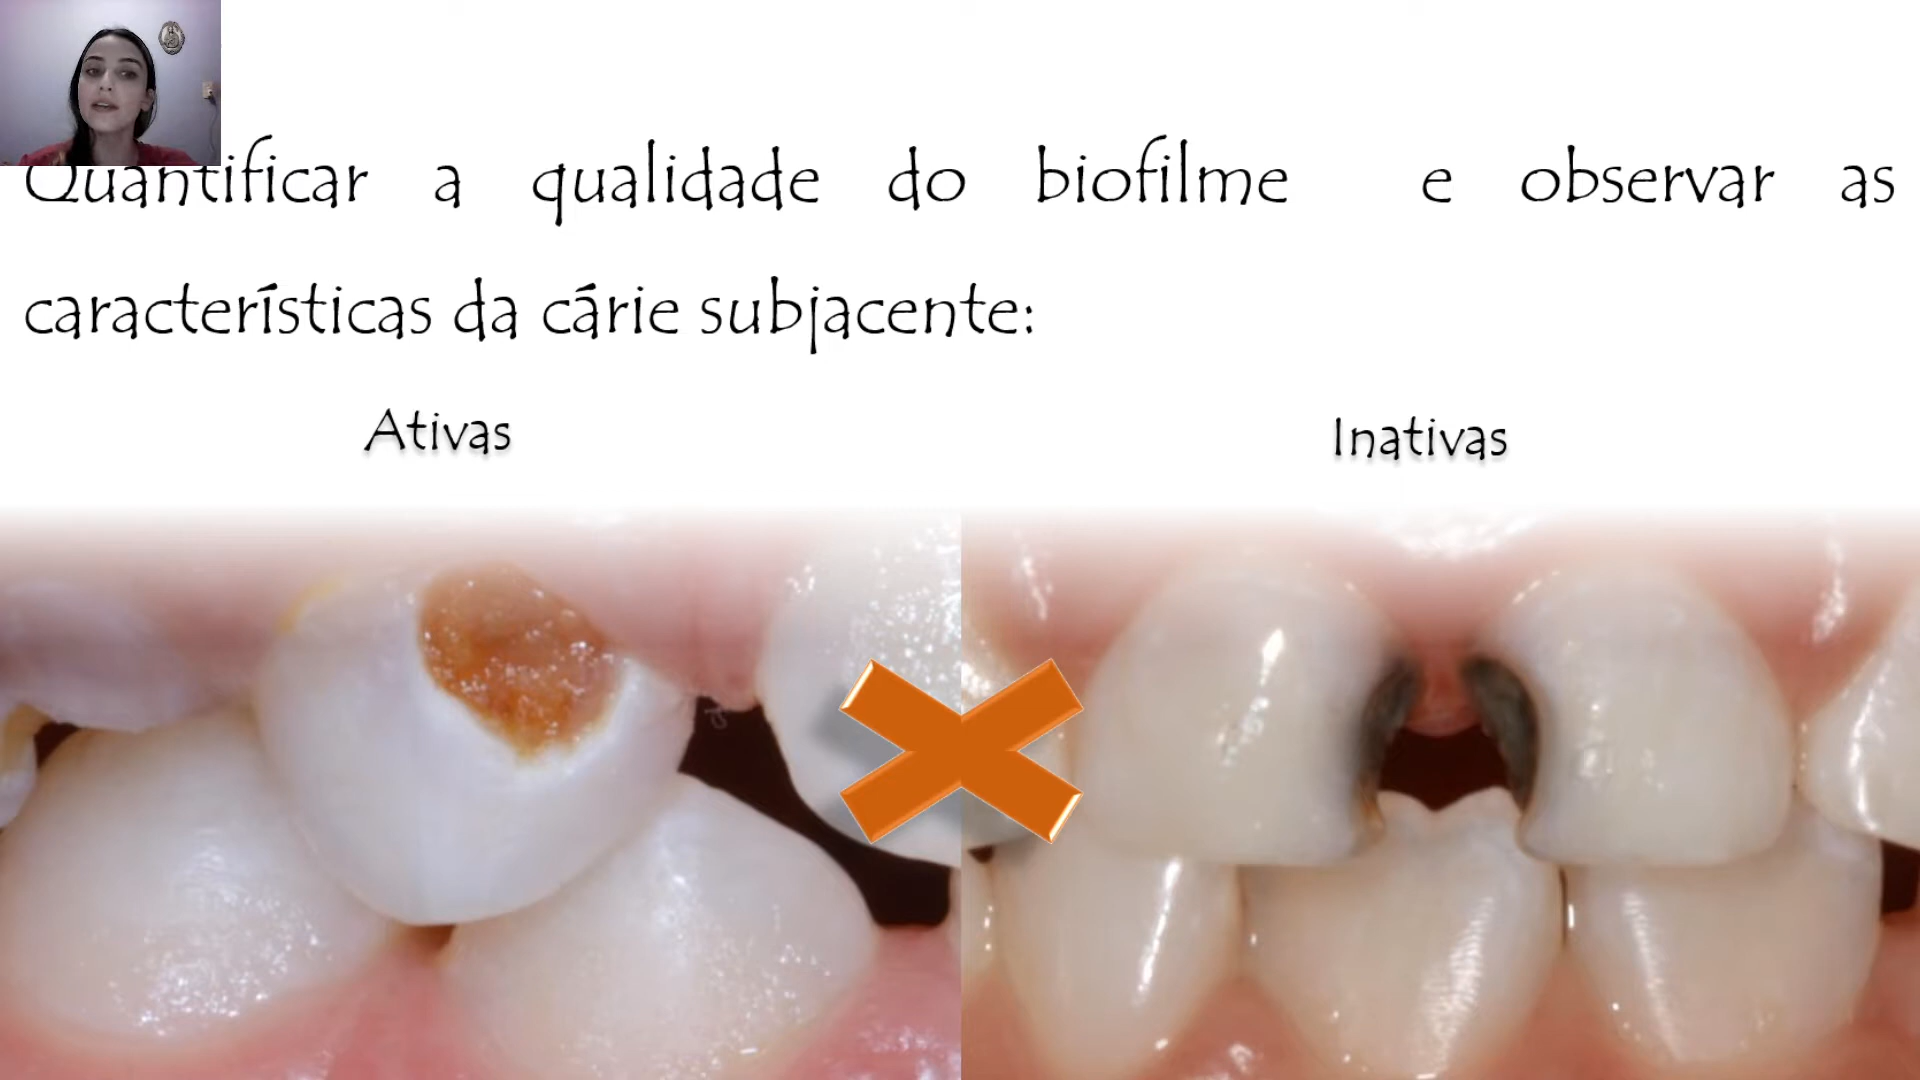 Quantificar a qualidade do biofilme e observar as
características da cárie subjacente:
Ativas
Inativas